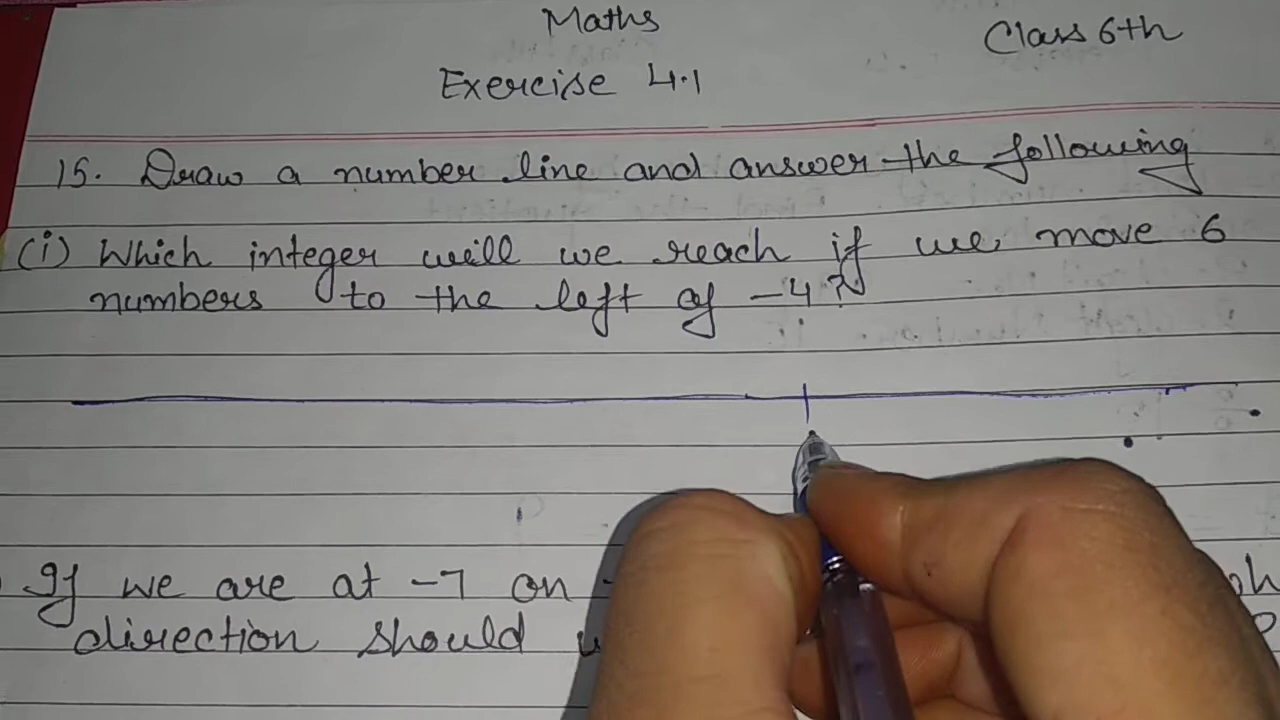 Maths
Class 6th
Exercise 4.1
15. Draw a number line and answer the following
(i) Which integer will we reach if we move 6
numbers to the left of -4?
If we are at -7 on
direction should